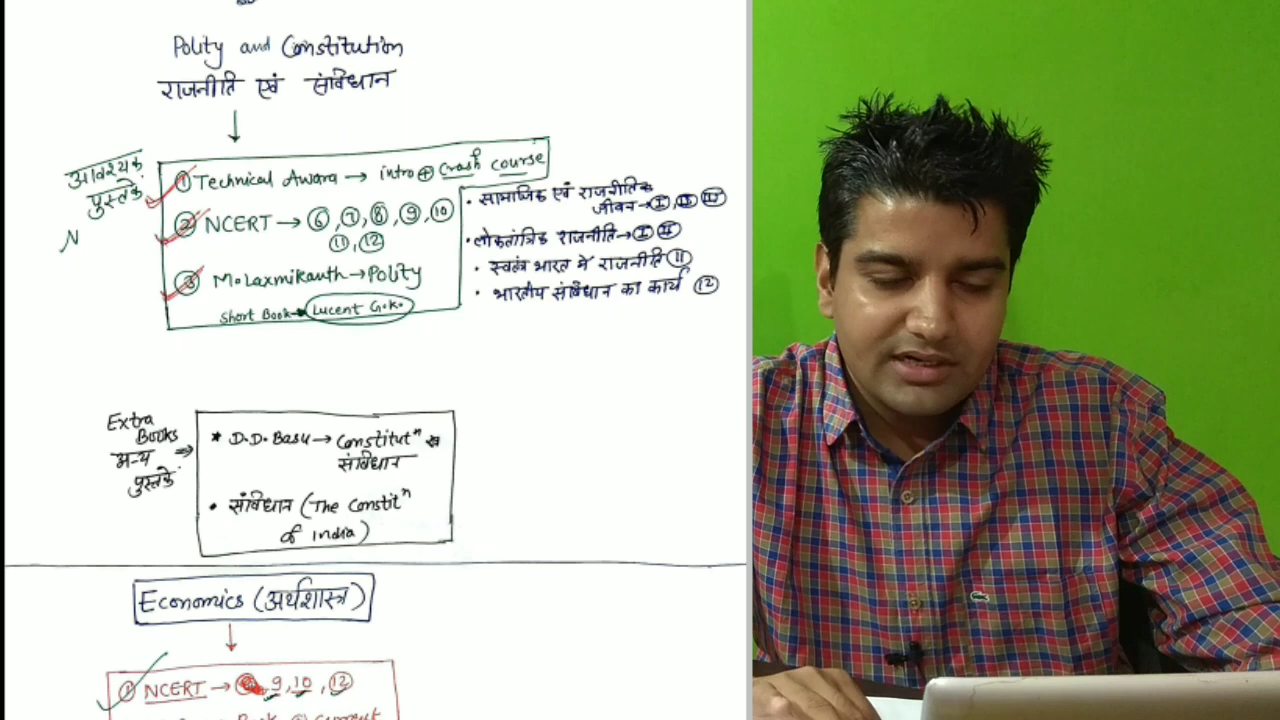 Polity and Constitution
राजनीति एवं संविधान
आवश्यक
पुस्तकें
N
① Technical Awara → intro ⊕ Crash course
② NCERT → ⑥, ⑦, ⑧, ⑨, ⑩
⑪, ⑫
③ M.Laxmikanth → Polity
Short Book → Lucent G.K.
• सामाजिक एवं राजनीतिक
जीवन → Ⅰ, Ⅱ, Ⅲ
• लोकतांत्रिक राजनीति → Ⅰ Ⅱ
• स्वतंत्र भारत में राजनीति ⑪
• भारतीय संविधान का कार्य ⑫
Extra
Books
अन्य
पुस्तकें
* D.D. Basu → Constitutⁿ
संविधान
• संविधान (The Constitⁿ
of India)
Economics (अर्थशास्त्र)
① NCERT → 9, 10, ⑫